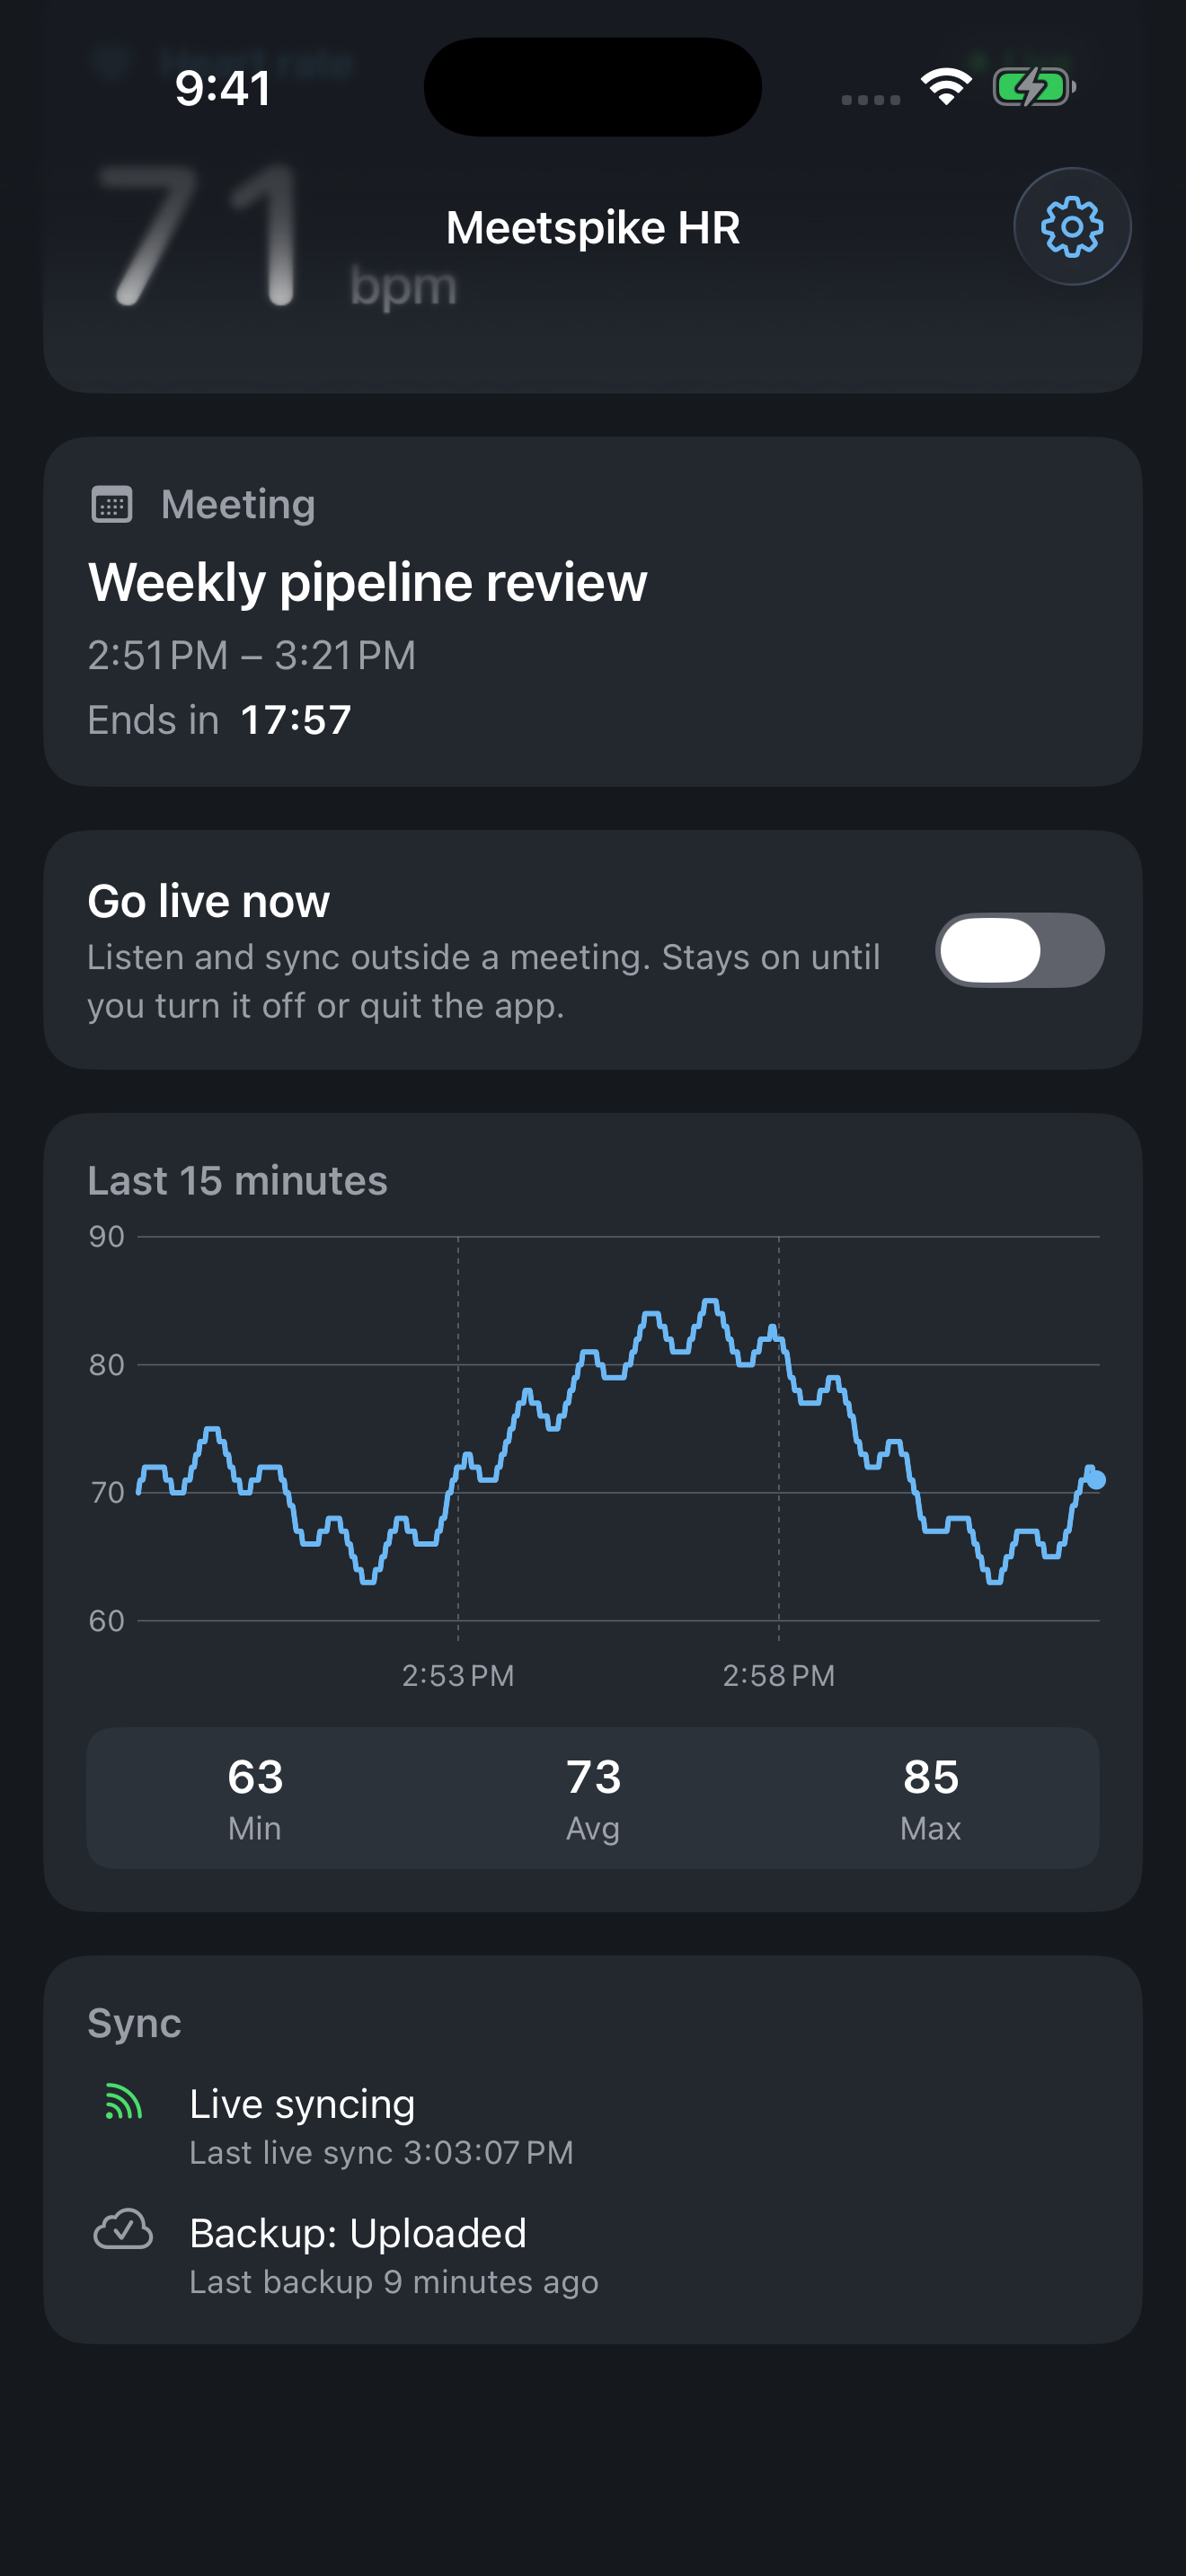 9:41
Heart rate
Live
71 bpm
Meetspike HR
Meeting
Weekly pipeline review
2:51 PM – 3:21 PM
Ends in 17:57
Go live now
Listen and sync outside a meeting. Stays on until
you turn it off or quit the app.
Last 15 minutes
90
80
70
60
2:53 PM 2:58 PM
63 73 85
Min Avg Max
Sync
Live syncing
Last live sync 3:03:07 PM
Backup: Uploaded
Last backup 9 minutes ago